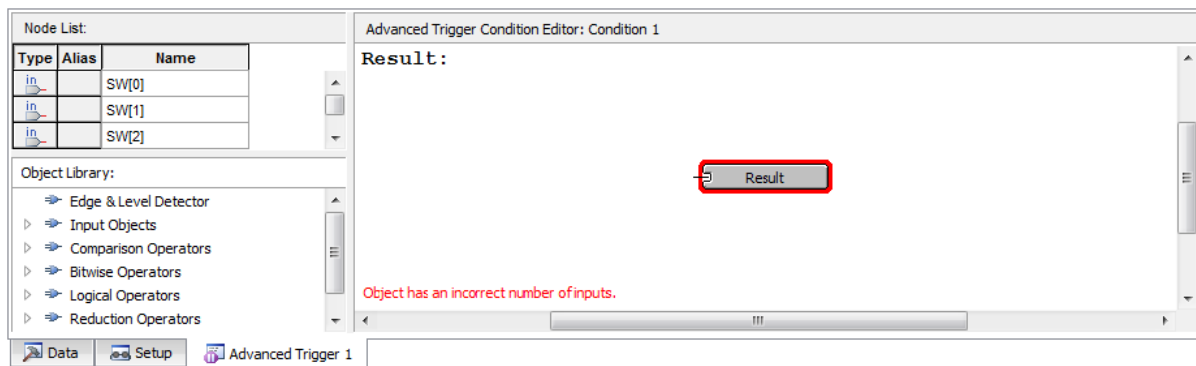 Node List:
Type Alias Name
in SW[0]
in SW[1]
in SW[2]
Object Library:
Edge & Level Detector
Input Objects
Comparison Operators
Bitwise Operators
Logical Operators
Reduction Operators
Advanced Trigger Condition Editor: Condition 1
Result:
Result
Object has an incorrect number of inputs.
Data Setup Advanced Trigger 1